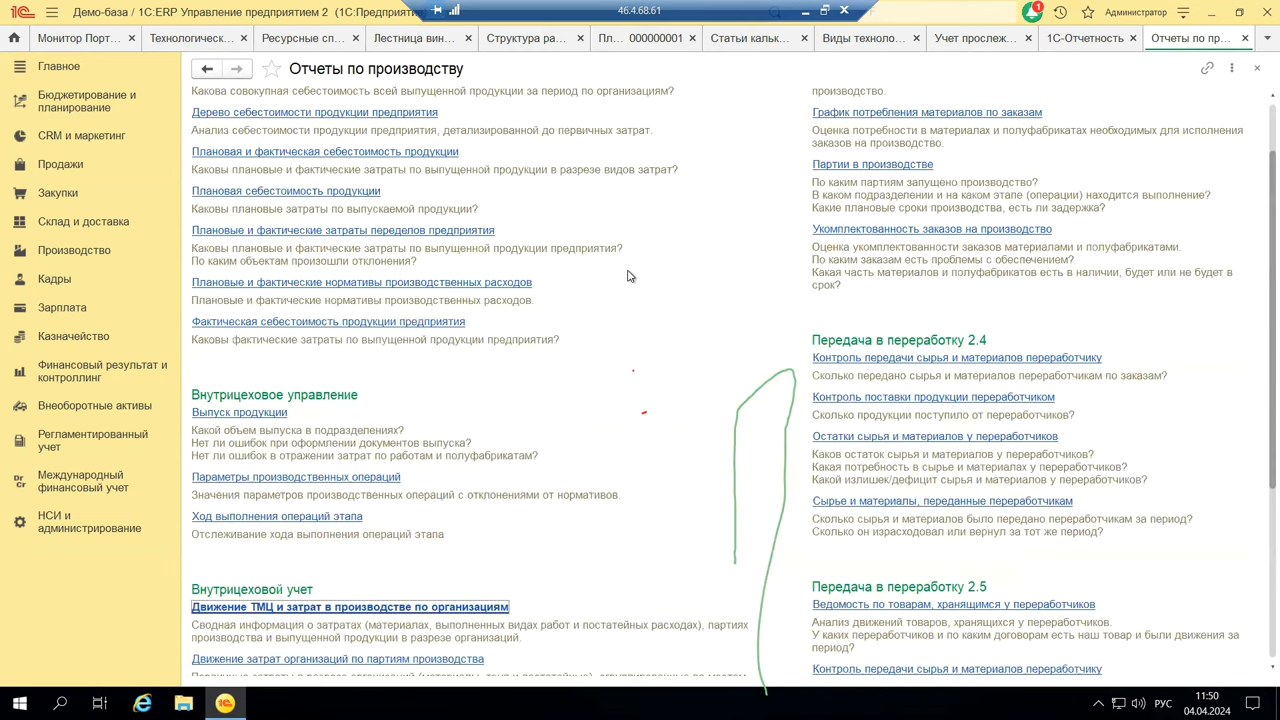 Демо-база / 1С:ERP Управление предприятием 2 (1С:Предприятие
46.4.68.61
1
Администратор
Монитор Порт...
Технологическ...
Ресурсные сп...
Лестница вин...
Структура ра...
Пл... 000000001
Статьи кальк...
Виды техноло...
Учет прослеж...
1С-Отчетность
Отчеты по пр...
Главное
Бюджетирование и
планирование
CRM и маркетинг
Продажи
Закупки
Склад и доставка
Производство
Кадры
Зарплата
Казначейство
Финансовый результат и
контроллинг
Внеоборотные активы
Регламентированный
учет
Международный
финансовый учет
НСИ и
администрирование
Отчеты по производству
Какова совокупная себестоимость всей выпущенной продукции за период по организациям?
Дерево себестоимости продукции предприятия
Анализ себестоимости продукции предприятия, детализированной до первичных затрат.
Плановая и фактическая себестоимость продукции
Каковы плановые и фактические затраты по выпущенной продукции в разрезе видов затрат?
Плановая себестоимость продукции
Каковы плановые затраты по выпускаемой продукции?
Плановые и фактические затраты переделов предприятия
Каковы плановые и фактические затраты по выпущенной продукции предприятия?
По каким объектам произошли отклонения?
Плановые и фактические нормативы производственных расходов
Плановые и фактические нормативы производственных расходов.
Фактическая себестоимость продукции предприятия
Каковы фактические затраты по выпущенной продукции предприятия?
Внутрицеховое управление
Выпуск продукции
Какой объем выпуска в подразделениях?
Нет ли ошибок при оформлении документов выпуска?
Нет ли ошибок в отражении затрат по работам и полуфабрикатам?
Параметры производственных операций
Значения параметров производственных операций с отклонениями от нормативов.
Ход выполнения операций этапа
Отслеживание хода выполнения операций этапа
Внутрицеховой учет
Движение ТМЦ и затрат в производстве по организациям
Сводная информация о затратах (материалах, выполненных видах работ и постатейных расходов), партиях
производства и выпущенной продукции в разрезе организаций.
Движение затрат организаций по партиям производства
производство.
График потребления материалов по заказам
Оценка потребности в материалах и полуфабрикатах необходимых для исполнения
заказов на производство.
Партии в производстве
По каким партиям запущено производство?
В каком подразделении и на каком этапе (операции) находится выполнение?
Какие плановые сроки производства, есть ли задержка?
Укомплектованность заказов на производство
Оценка укомплектованности заказов материалами и полуфабрикатами.
По каким заказам есть проблемы с обеспечением?
Какая часть материалов и полуфабрикатов есть в наличии, будет или не будет в
срок?
Передача в переработку 2.4
Контроль передачи сырья и материалов переработчику
Сколько передано сырья и материалов переработчикам по заказам?
Контроль поставки продукции переработчиком
Сколько продукции поступило от переработчиков?
Остатки сырья и материалов у переработчиков
Каков остаток сырья и материалов у переработчиков?
Какая потребность в сырье и материалах у переработчиков?
Какой излишек/дефицит сырья и материалов у переработчиков?
Сырье и материалы, переданные переработчикам
Сколько сырья и материалов было передано переработчикам за период?
Сколько он израсходовал или вернул за тот же период?
Передача в переработку 2.5
Ведомость по товарам, хранящимся у переработчиков
Анализ движений товаров, хранящихся у переработчиков.
У каких переработчиков и по каким договорам есть наш товар и были движения за
период?
Контроль передачи сырья и материалов переработчику
РУС
11:50
04.04.2024